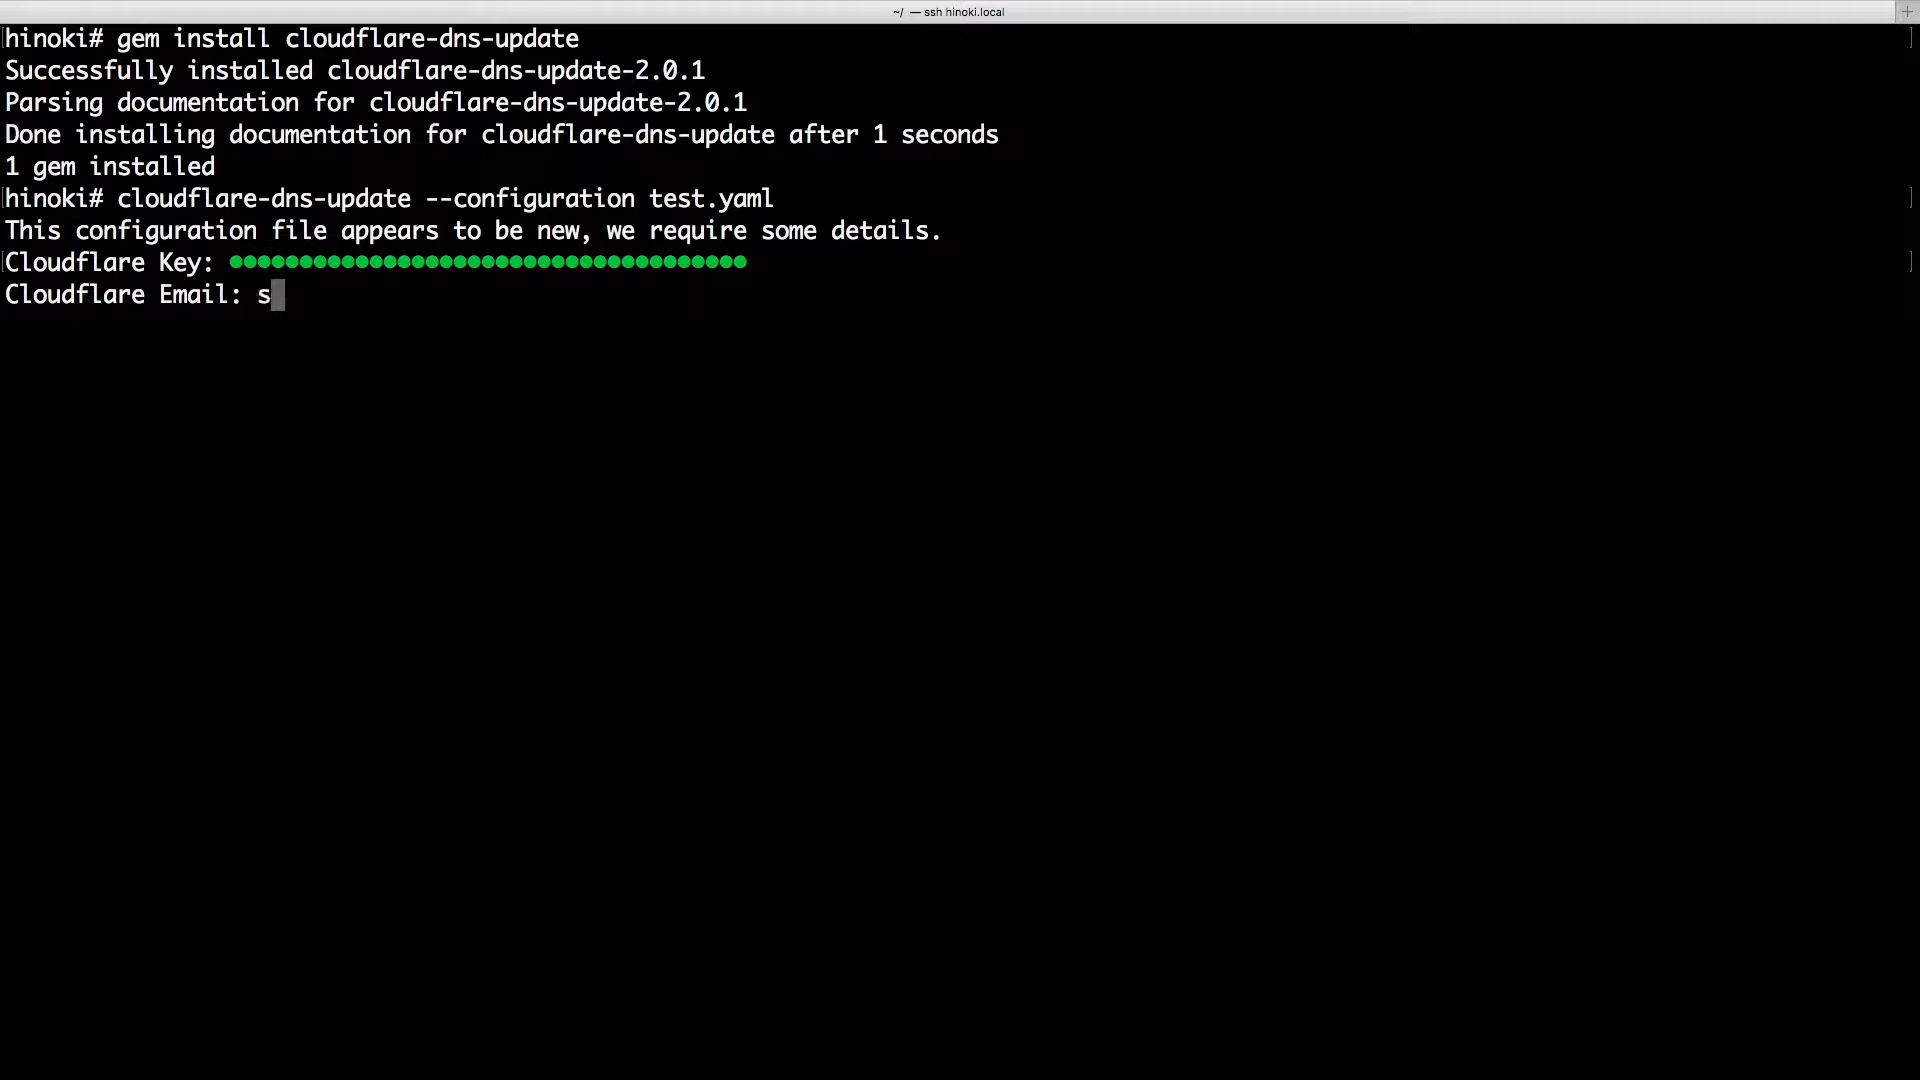 ~/ — ssh hinoki.local
hinoki# gem install cloudflare-dns-update
Successfully installed cloudflare-dns-update-2.0.1
Parsing documentation for cloudflare-dns-update-2.0.1
Done installing documentation for cloudflare-dns-update after 1 seconds
1 gem installed
hinoki# cloudflare-dns-update --configuration test.yaml
This configuration file appears to be new, we require some details.
Cloudflare Key: ●●●●●●●●●●●●●●●●●●●●●●●●●●●●●●●●●●●●●
Cloudflare Email: s